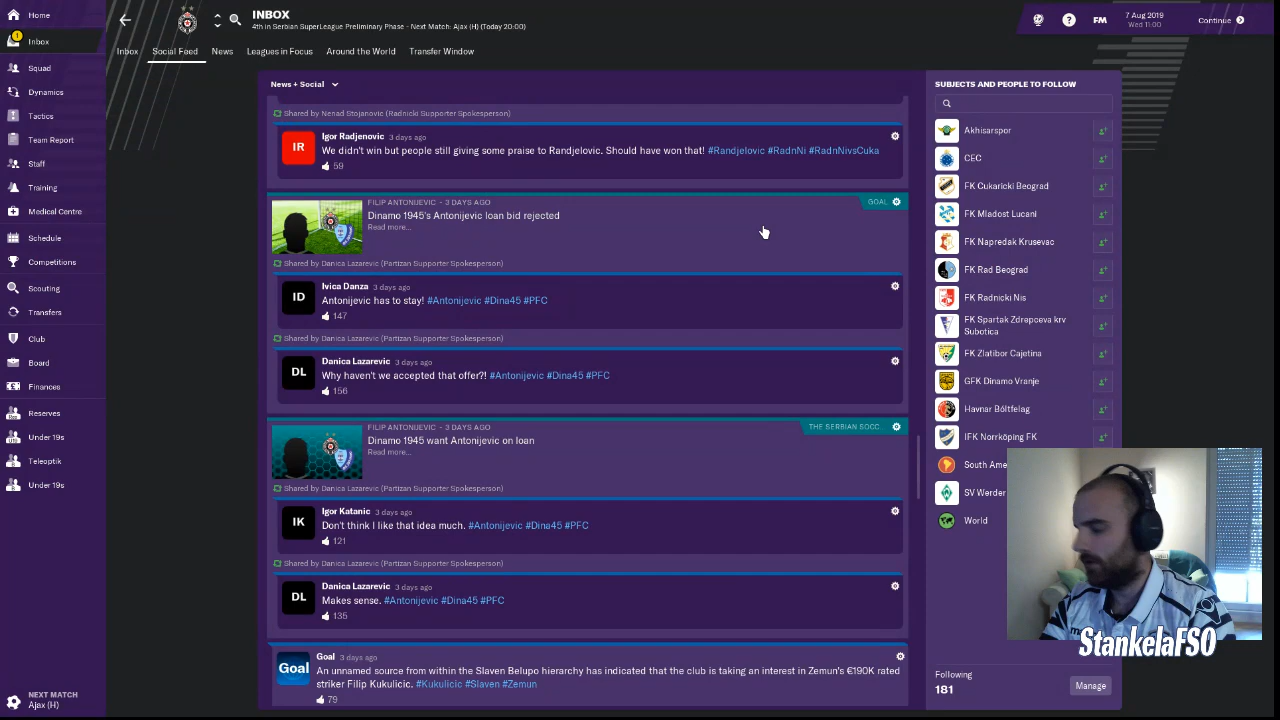 Home
Inbox
1
Squad
Dynamics
Tactics
Team Report
Staff
Training
Medical Centre
Schedule
Competitions
Scouting
Transfers
Club
Board
Finances
Reserves
Under 19s
Teleoptik
Under 18s
NEXT MATCH
Ajax (H)
INBOX
4th in Serbian SuperLeague Preliminary Phase - Next Match: Ajax (H) (Today 20:00)
?
FM
7 Aug 2019
Wed 11:00
Continue
Inbox
Social Feed
News
Leagues in Focus
Around the World
Transfer Window
News + Social
Shared by Nenad Stojanovic (Radnicki Supporter Spokesperson)
IR
Igor Radjenovic 3 days ago
We didn't win but people still giving some praise to Randjelovic. Should have won that! #Randjelovic #RadnNi #RadnNivsCuka
59
FILIP ANTONIJEVIC - 3 DAYS AGO
GOAL
Dinamo 1945's Antonijevic loan bid rejected
Read more...
Shared by Danica Lazarevic (Partizan Supporter Spokesperson)
ID
Ivica Danza 3 days ago
Antonijevic has to stay! #Antonijevic #Dina45 #PFC
147
Shared by Danica Lazarevic (Partizan Supporter Spokesperson)
DL
Danica Lazarevic 3 days ago
Why haven't we accepted that offer?! #Antonijevic #Dina45 #PFC
156
FILIP ANTONIJEVIC - 3 DAYS AGO
THE SERBIAN SOCC...
Dinamo 1945 want Antonijevic on loan
Read more...
Shared by Danica Lazarevic (Partizan Supporter Spokesperson)
IK
Igor Katanic 3 days ago
Don't think I like that idea much. #Antonijevic #Dina45 #PFC
121
Shared by Danica Lazarevic (Partizan Supporter Spokesperson)
DL
Danica Lazarevic 3 days ago
Makes sense. #Antonijevic #Dina45 #PFC
135
Goal
Goal 3 days ago
An unnamed source from within the Slaven Belupo hierarchy has indicated that the club is taking an interest in Zemun's €190K rated
striker Filip Kukulicic. #Kukulicic #Slaven #Zemun
79
SUBJECTS AND PEOPLE TO FOLLOW
Akhisarspor
CEC
FK Cukaricki Beograd
FK Mladost Lucani
FK Napredak Krusevac
FK Rad Beograd
FK Radnicki Nis
FK Spartak Zdrepceva krv
Subotica
FK Zlatibor Cajetina
GFK Dinamo Vranje
Havnar Bóltfelag
IFK Norrköping FK
South Ame
SV Werder
World
StankelaFSO
Following
181
Manage